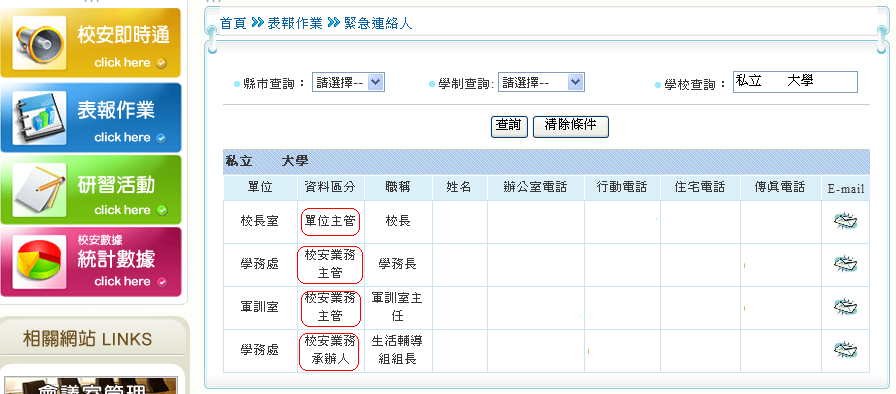 校安即時通
click here
表報作業
click here
研習活動
click here
校安數據
統計數據
click here
相關網站 LINKS
會議室管理
首頁 表報作業 緊急連絡人
縣市查詢： 請選擇-- 學制查詢: 請選擇-- 學校查詢： 私立 大學
查詢 清除條件
私立 大學
單位 資料區分 職稱 姓名 辦公室電話 行動電話 住宅電話 傳真電話 E-mail
校長室 單位主管 校長
學務處 校安業務
主管 學務長
軍訓室 校安業務
主管 軍訓室主
任
學務處 校安業務
承辦人 生活輔導
組組長